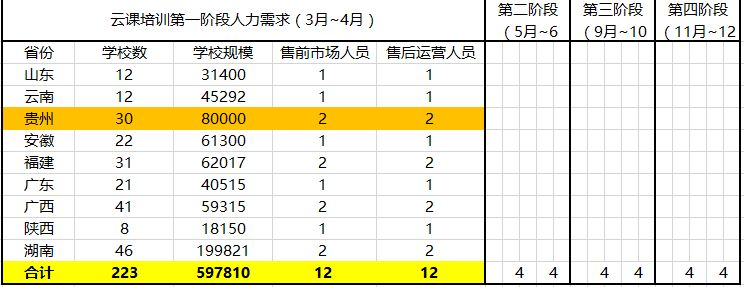 云课培训第一阶段人力需求（3月~4月） 第二阶段 第三阶段 第四阶段
（5月~6 （9月~10 （11月~12
省份 学校数 学校规模 售前市场人员 售后运营人员
山东 12 31400 1 1
云南 12 45292 1 1
贵州 30 80000 2 2
安徽 22 61300 1 1
福建 31 62017 2 2
广东 21 40515 1 1
广西 41 59315 2 2
陕西 8 18150 1 1
湖南 46 199821 2 2
合计 223 597810 12 12 4 4 4 4 4 4